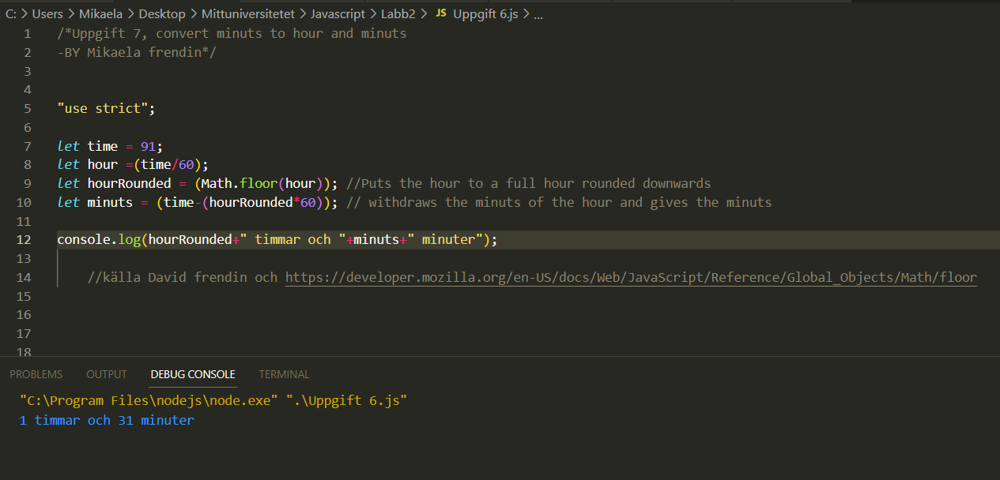 C: > Users > Mikaela > Desktop > Mittuniversitetet > Javascript > Labb2 > JS Uppgift 6.js > ...
1 /*Uppgift 7, convert minuts to hour and minuts
2 -BY Mikaela frendin*/
3
4
5 "use strict";
6
7 let time = 91;
8 let hour =(time/60);
9 let hourRounded = (Math.floor(hour)); //Puts the hour to a full hour rounded downwards
10 let minuts = (time-(hourRounded*60)); // withdraws the minuts of the hour and gives the minuts
11
12 console.log(hourRounded+" timmar och "+minuts+" minuter");
13
14 //källa David frendin och https://developer.mozilla.org/en-US/docs/Web/JavaScript/Reference/Global_Objects/Math/floor
15
16
17
18
PROBLEMS OUTPUT DEBUG CONSOLE TERMINAL
"C:\Program Files\nodejs\node.exe" ".\Uppgift 6.js"
1 timmar och 31 minuter